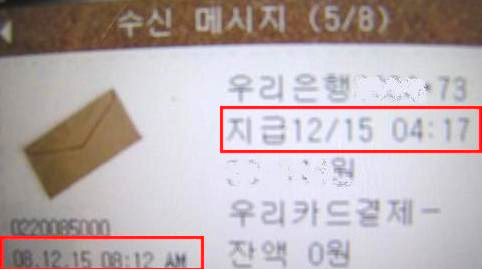 수신 메시지 (5/8)
우리은행 *73
지급12/15 04:17
원
우리카드결제-
잔액 0원
0220085000
08.12.15 08:12 AM